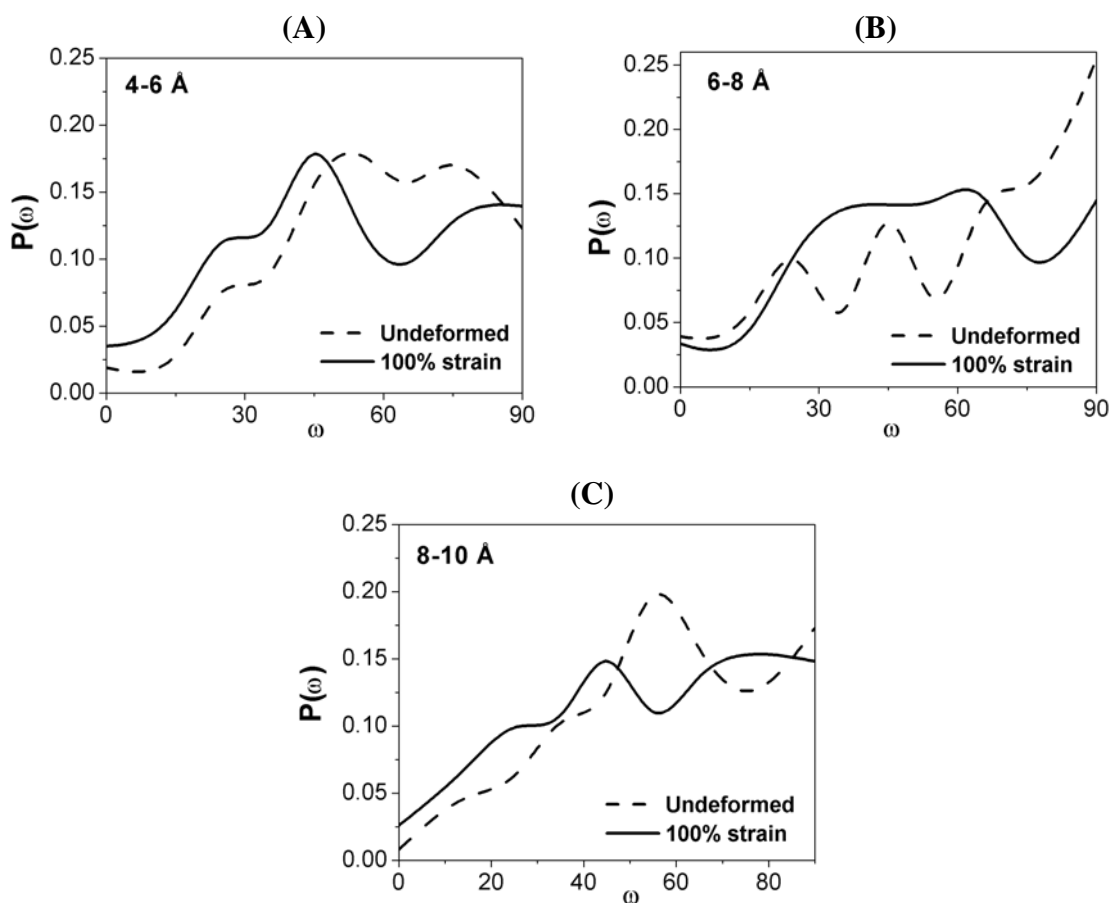 (A)
0.25
4-6 Å
0.20
0.15
P(ω)
0.10
0.05
Undeformed
100% strain
0.00
0 30 60 90
ω
(B)
0.25
6-8 Å
0.20
0.15
P(ω)
0.10
0.05
Undeformed
100% strain
0.00
0 30 60 90
ω
(C)
0.25
8-10 Å
0.20
0.15
P(ω)
0.10
0.05
Undeformed
100% strain
0.00
0 20 40 60 80
ω